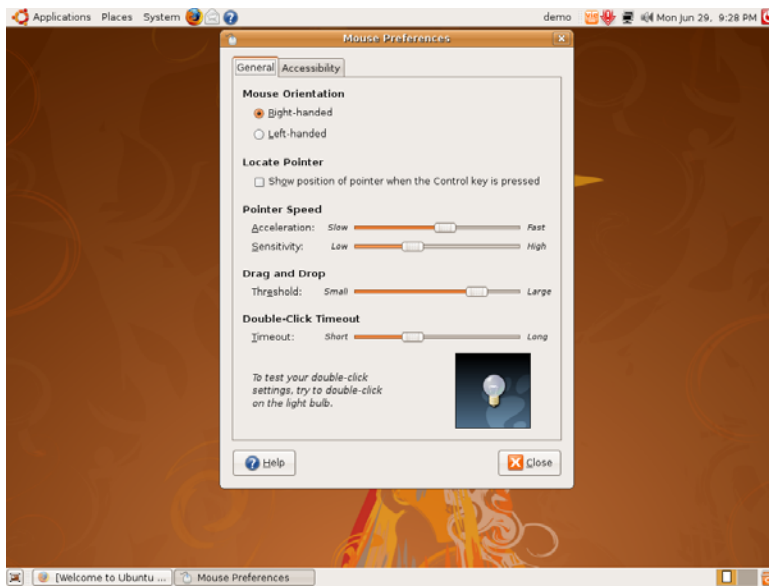 Applications Places System demo Mon Jun 29, 9:28 PM
Mouse Preferences
General Accessibility
Mouse Orientation
Right-handed
Left-handed
Locate Pointer
Show position of pointer when the Control key is pressed
Pointer Speed
Acceleration: Slow Fast
Sensitivity: Low High
Drag and Drop
Threshold: Small Large
Double-Click Timeout
Timeout: Short Long
To test your double-click
settings, try to double-click
on the light bulb.
Help Close
[Welcome to Ubuntu ... Mouse Preferences